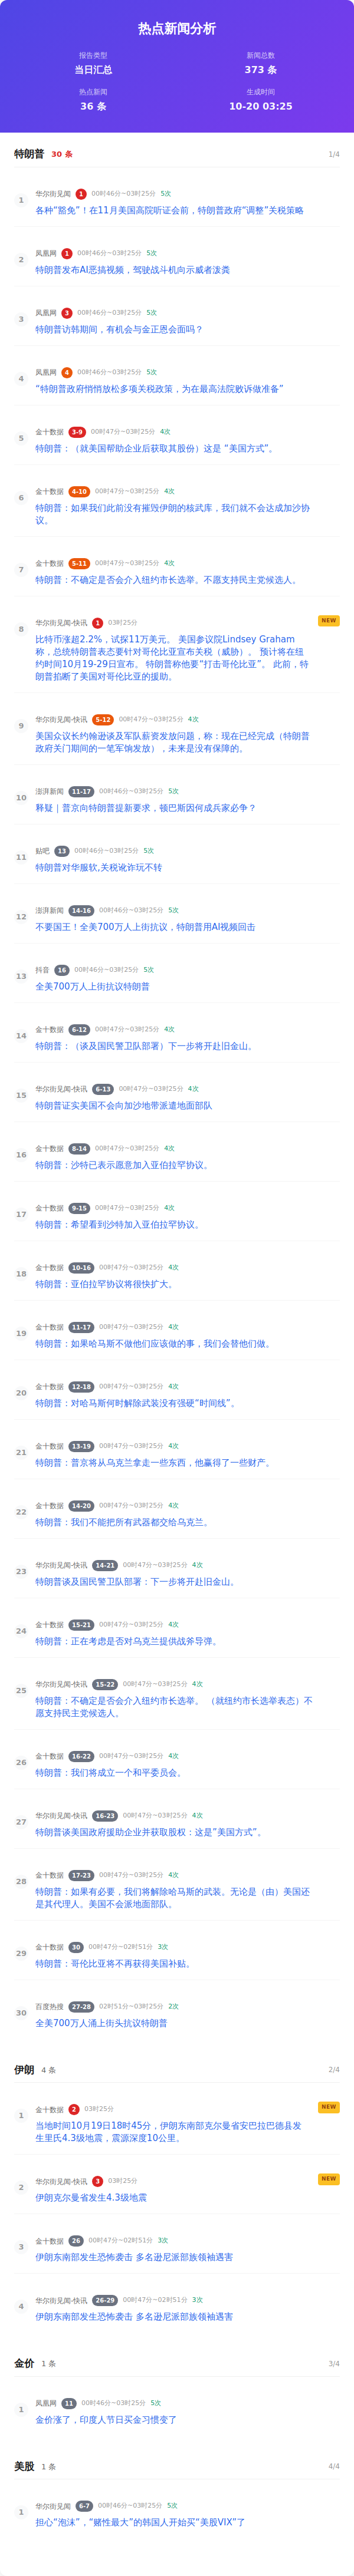 热点新闻分析
报告类型
新闻总数
当日汇总
373 条
热点新闻
生成时间
36 条
10-20 03:25
特朗普 30 条 1/4
1 华尔街见闻 1 00时46分~03时25分 5次
各种“豁免”！在11月美国高院听证会前，特朗普政府“调整”关税策略
2 凤凰网 1 00时46分~03时25分 5次
特朗普发布AI恶搞视频，驾驶战斗机向示威者泼粪
3 凤凰网 3 00时46分~03时25分 5次
特朗普访韩期间，有机会与金正恩会面吗？
4 凤凰网 4 00时46分~03时25分 5次
“特朗普政府悄悄放松多项关税政策，为在最高法院败诉做准备”
5 金十数据 3-9 00时47分~03时25分 4次
特朗普：（就美国帮助企业后获取其股份）这是 “美国方式”。
6 金十数据 4-10 00时47分~03时25分 4次
特朗普：如果我们此前没有摧毁伊朗的核武库，我们就不会达成加沙协
议。
7 金十数据 5-11 00时47分~03时25分 4次
特朗普：不确定是否会介入纽约市长选举。不愿支持民主党候选人。
8 华尔街见闻-快讯 1 03时25分 NEW
比特币涨超2.2%，试探11万美元。 美国参议院Lindsey Graham
称，总统特朗普表态要针对哥伦比亚宣布关税（威胁）。 预计将在纽
约时间10月19-29日宣布。 特朗普称他要“打击哥伦比亚”。 此前，特
朗普掐断了美国对哥伦比亚的援助。
9 华尔街见闻-快讯 5-12 00时47分~03时25分 4次
美国众议长约翰逊谈及军队薪资发放问题，称：现在已经完成（特朗普
政府关门期间的一笔军饷发放），未来是没有保障的。
10 澎湃新闻 11-17 00时46分~03时25分 5次
释疑｜普京向特朗普提新要求，顿巴斯因何成兵家必争？
11 贴吧 13 00时46分~03时25分 5次
特朗普对华服软,关税讹诈玩不转
12 澎湃新闻 14-16 00时46分~03时25分 5次
不要国王！全美700万人上街抗议，特朗普用AI视频回击
13 抖音 16 00时46分~03时25分 5次
全美700万人上街抗议特朗普
14 金十数据 6-12 00时47分~03时25分 4次
特朗普：（谈及国民警卫队部署）下一步将开赴旧金山。
15 华尔街见闻-快讯 6-13 00时47分~03时25分 4次
特朗普证实美国不会向加沙地带派遣地面部队
16 金十数据 8-14 00时47分~03时25分 4次
特朗普：沙特已表示愿意加入亚伯拉罕协议。
17 金十数据 9-15 00时47分~03时25分 4次
特朗普：希望看到沙特加入亚伯拉罕协议。
18 金十数据 10-16 00时47分~03时25分 4次
特朗普：亚伯拉罕协议将很快扩大。
19 金十数据 11-17 00时47分~03时25分 4次
特朗普：如果哈马斯不做他们应该做的事，我们会替他们做。
20 金十数据 12-18 00时47分~03时25分 4次
特朗普：对哈马斯何时解除武装没有强硬“时间线”。
21 金十数据 13-19 00时47分~03时25分 4次
特朗普：普京将从乌克兰拿走一些东西，他赢得了一些财产。
22 金十数据 14-20 00时47分~03时25分 4次
特朗普：我们不能把所有武器都交给乌克兰。
23 华尔街见闻-快讯 14-21 00时47分~03时25分 4次
特朗普谈及国民警卫队部署：下一步将开赴旧金山。
24 金十数据 15-21 00时47分~03时25分 4次
特朗普：正在考虑是否对乌克兰提供战斧导弹。
25 华尔街见闻-快讯 15-22 00时47分~03时25分 4次
特朗普：不确定是否会介入纽约市长选举。 （就纽约市长选举表态）不
愿支持民主党候选人。
26 金十数据 16-22 00时47分~03时25分 4次
特朗普：我们将成立一个和平委员会。
27 华尔街见闻-快讯 16-23 00时47分~03时25分 4次
特朗普谈美国政府援助企业并获取股权：这是“美国方式”。
28 金十数据 17-23 00时47分~03时25分 4次
特朗普：如果有必要，我们将解除哈马斯的武装。无论是（由）美国还
是其代理人。美国不会派地面部队。
29 金十数据 30 00时47分~02时51分 3次
特朗普：哥伦比亚将不再获得美国补贴。
30 百度热搜 27-28 02时51分~03时25分 2次
全美700万人涌上街头抗议特朗普
伊朗 4 条 2/4
1 金十数据 2 03时25分 NEW
当地时间10月19日18时45分，伊朗东南部克尔曼省安巴拉巴德县发
生里氏4.3级地震，震源深度10公里。
2 华尔街见闻-快讯 3 03时25分 NEW
伊朗克尔曼省发生4.3级地震
3 金十数据 26 00时47分~02时51分 3次
伊朗东南部发生恐怖袭击 多名逊尼派部族领袖遇害
4 华尔街见闻-快讯 26-29 00时47分~02时51分 3次
伊朗东南部发生恐怖袭击 多名逊尼派部族领袖遇害
金价 1 条 3/4
1 凤凰网 11 00时46分~03时25分 5次
金价涨了，印度人节日买金习惯变了
美股 1 条 4/4
1 华尔街见闻 6-7 00时46分~03时25分 5次
担心“泡沫”，“赌性最大”的韩国人开始买“美股VIX”了